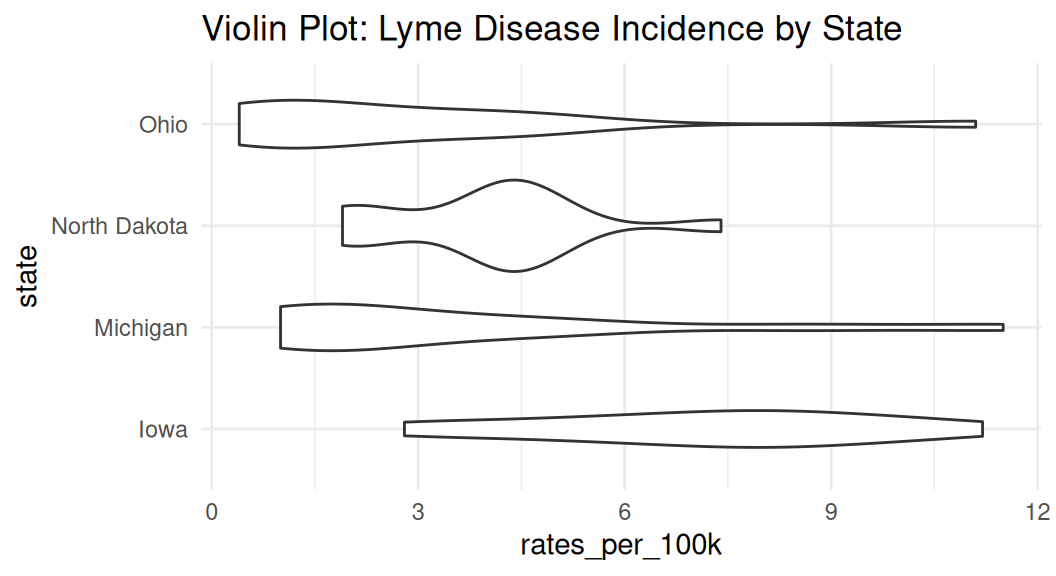 Violin Plot: Lyme Disease Incidence by State
Ohio
North Dakota
Michigan
Iowa
state
0 3 6 9 12
rates_per_100k